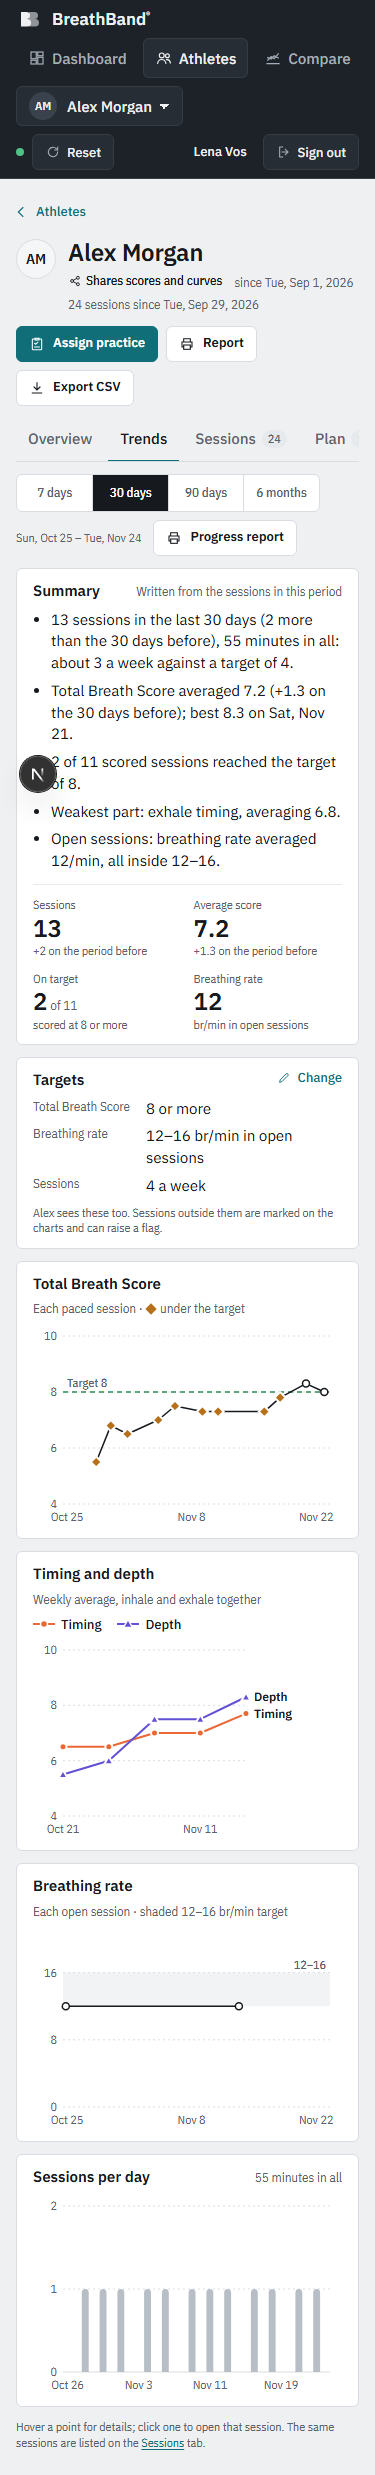 BreathBand®
Dashboard
Athletes
Compare
AM
Alex Morgan
Reset
Lena Vos
Sign out
Athletes
AM
Alex Morgan
Shares scores and curves
since Tue, Sep 1, 2026
24 sessions since Tue, Sep 29, 2026
Assign practice
Report
Export CSV
Overview
Trends
Sessions 24
Plan
7 days
30 days
90 days
6 months
Sun, Oct 25 – Tue, Nov 24
Progress report
Summary
Written from the sessions in this period
13 sessions in the last 30 days (2 more
than the 30 days before), 55 minutes in all:
about 3 a week against a target of 4.
Total Breath Score averaged 7.2 (+1.3 on
the 30 days before); best 8.3 on Sat, Nov
21.
2 of 11 scored sessions reached the target
of 8.
N
Weakest part: exhale timing, averaging 6.8.
Open sessions: breathing rate averaged
12/min, all inside 12–16.
Sessions
13
+2 on the period before
Average score
7.2
+1.3 on the period before
On target
2 of 11
scored at 8 or more
Breathing rate
12
br/min in open sessions
Targets
Change
Total Breath Score
8 or more
Breathing rate
12–16 br/min in open
sessions
Sessions
4 a week
Alex sees these too. Sessions outside them are marked on the
charts and can raise a flag.
Total Breath Score
Each paced session · under the target
10
Target 8
8
6
4
Oct 25
Nov 8
Nov 22
Timing and depth
Weekly average, inhale and exhale together
Timing
Depth
10
8
6
4
Depth
Timing
Oct 21
Nov 11
Breathing rate
Each open session · shaded 12–16 br/min target
12–16
16
8
0
Oct 25
Nov 8
Nov 22
Sessions per day
55 minutes in all
2
1
0
Oct 26
Nov 3
Nov 11
Nov 19
Hover a point for details; click one to open that session. The same
sessions are listed on the Sessions tab.